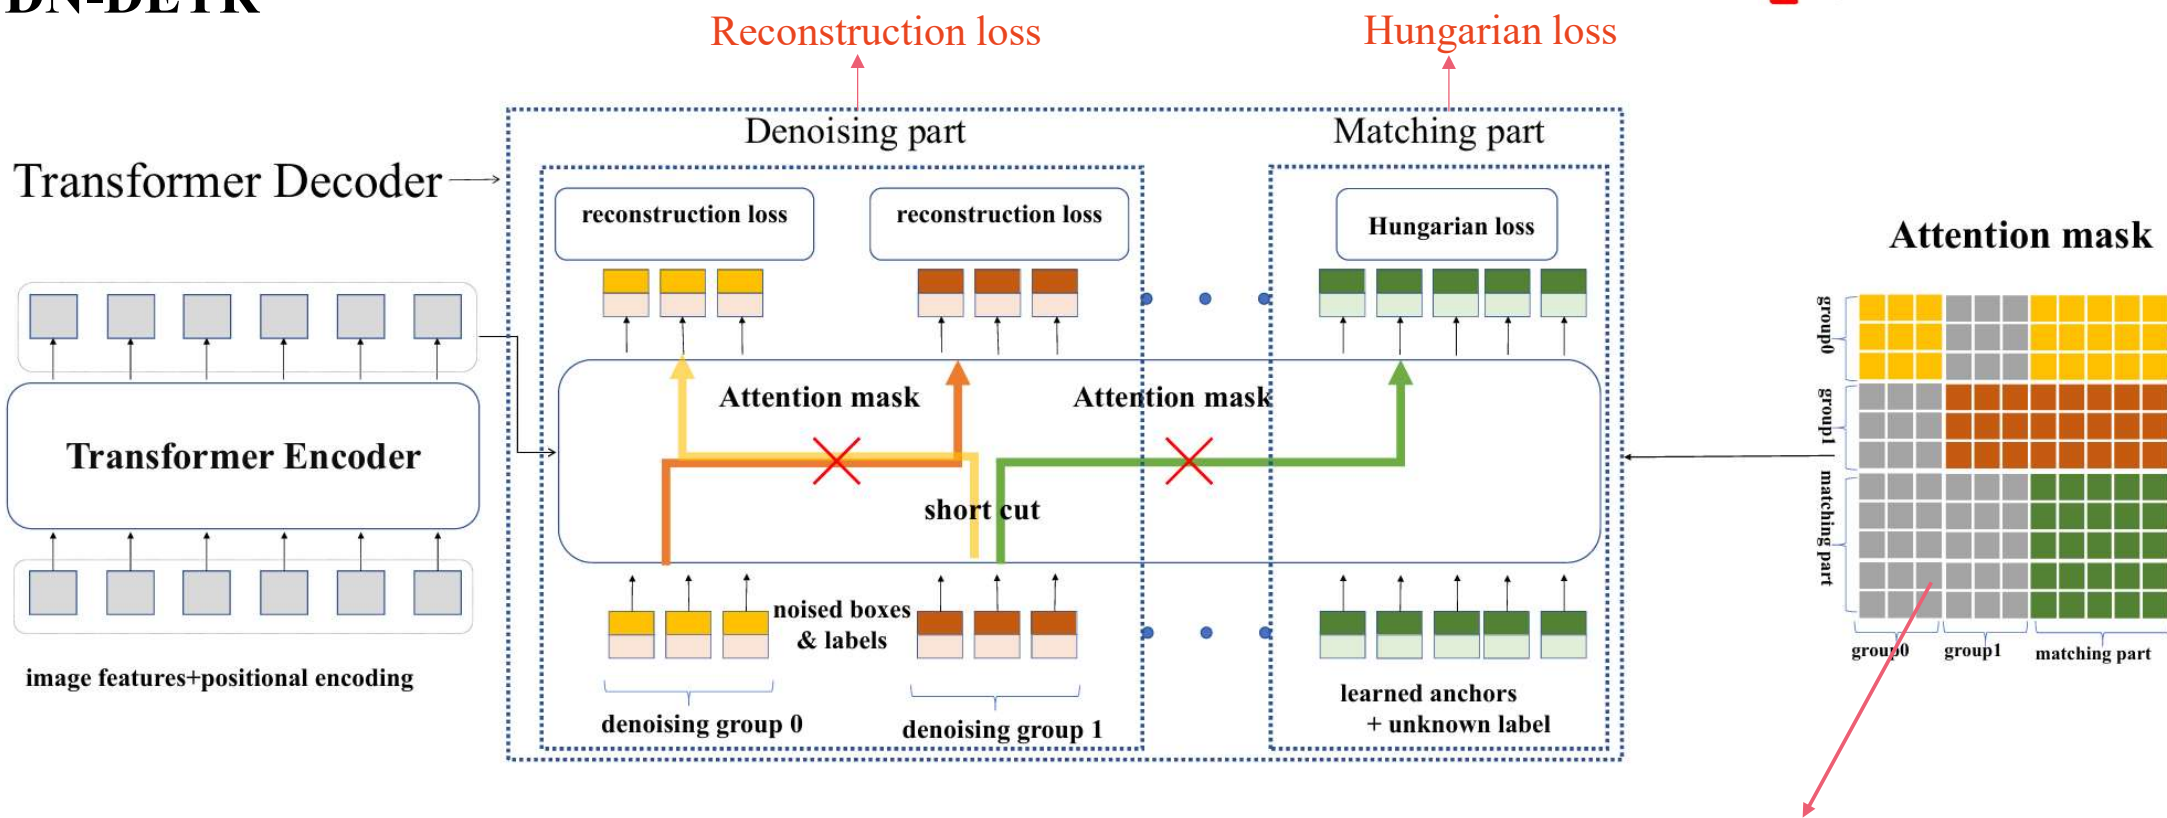 DN-DETR
Reconstruction loss
Hungarian loss
Denoising part
Matching part
Transformer Decoder
reconstruction loss
reconstruction loss
Hungarian loss
Attention mask
Attention mask
Attention mask
short cut
Transformer Encoder
group0
group1
matching part
noised boxes
& labels
image features+positional encoding
denoising group 0
denoising group 1
learned anchors
+ unknown label
group0
group1
matching part